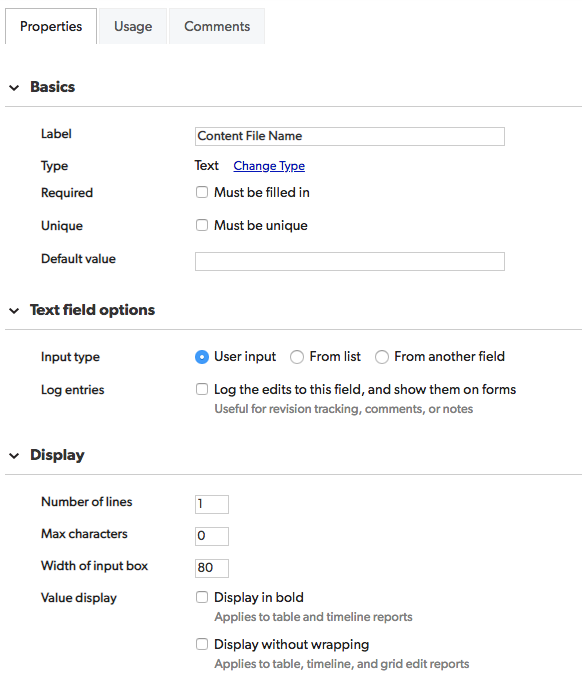 Properties Usage Comments
Basics
Label Content File Name
Type Text Change Type
Required Must be filled in
Unique Must be unique
Default value
Text field options
Input type User input From list From another field
Log entries Log the edits to this field, and show them on forms
Useful for revision tracking, comments, or notes
Display
Number of lines 1
Max characters 0
Width of input box 80
Value display Display in bold
Applies to table and timeline reports
Display without wrapping
Applies to table, timeline, and grid edit reports